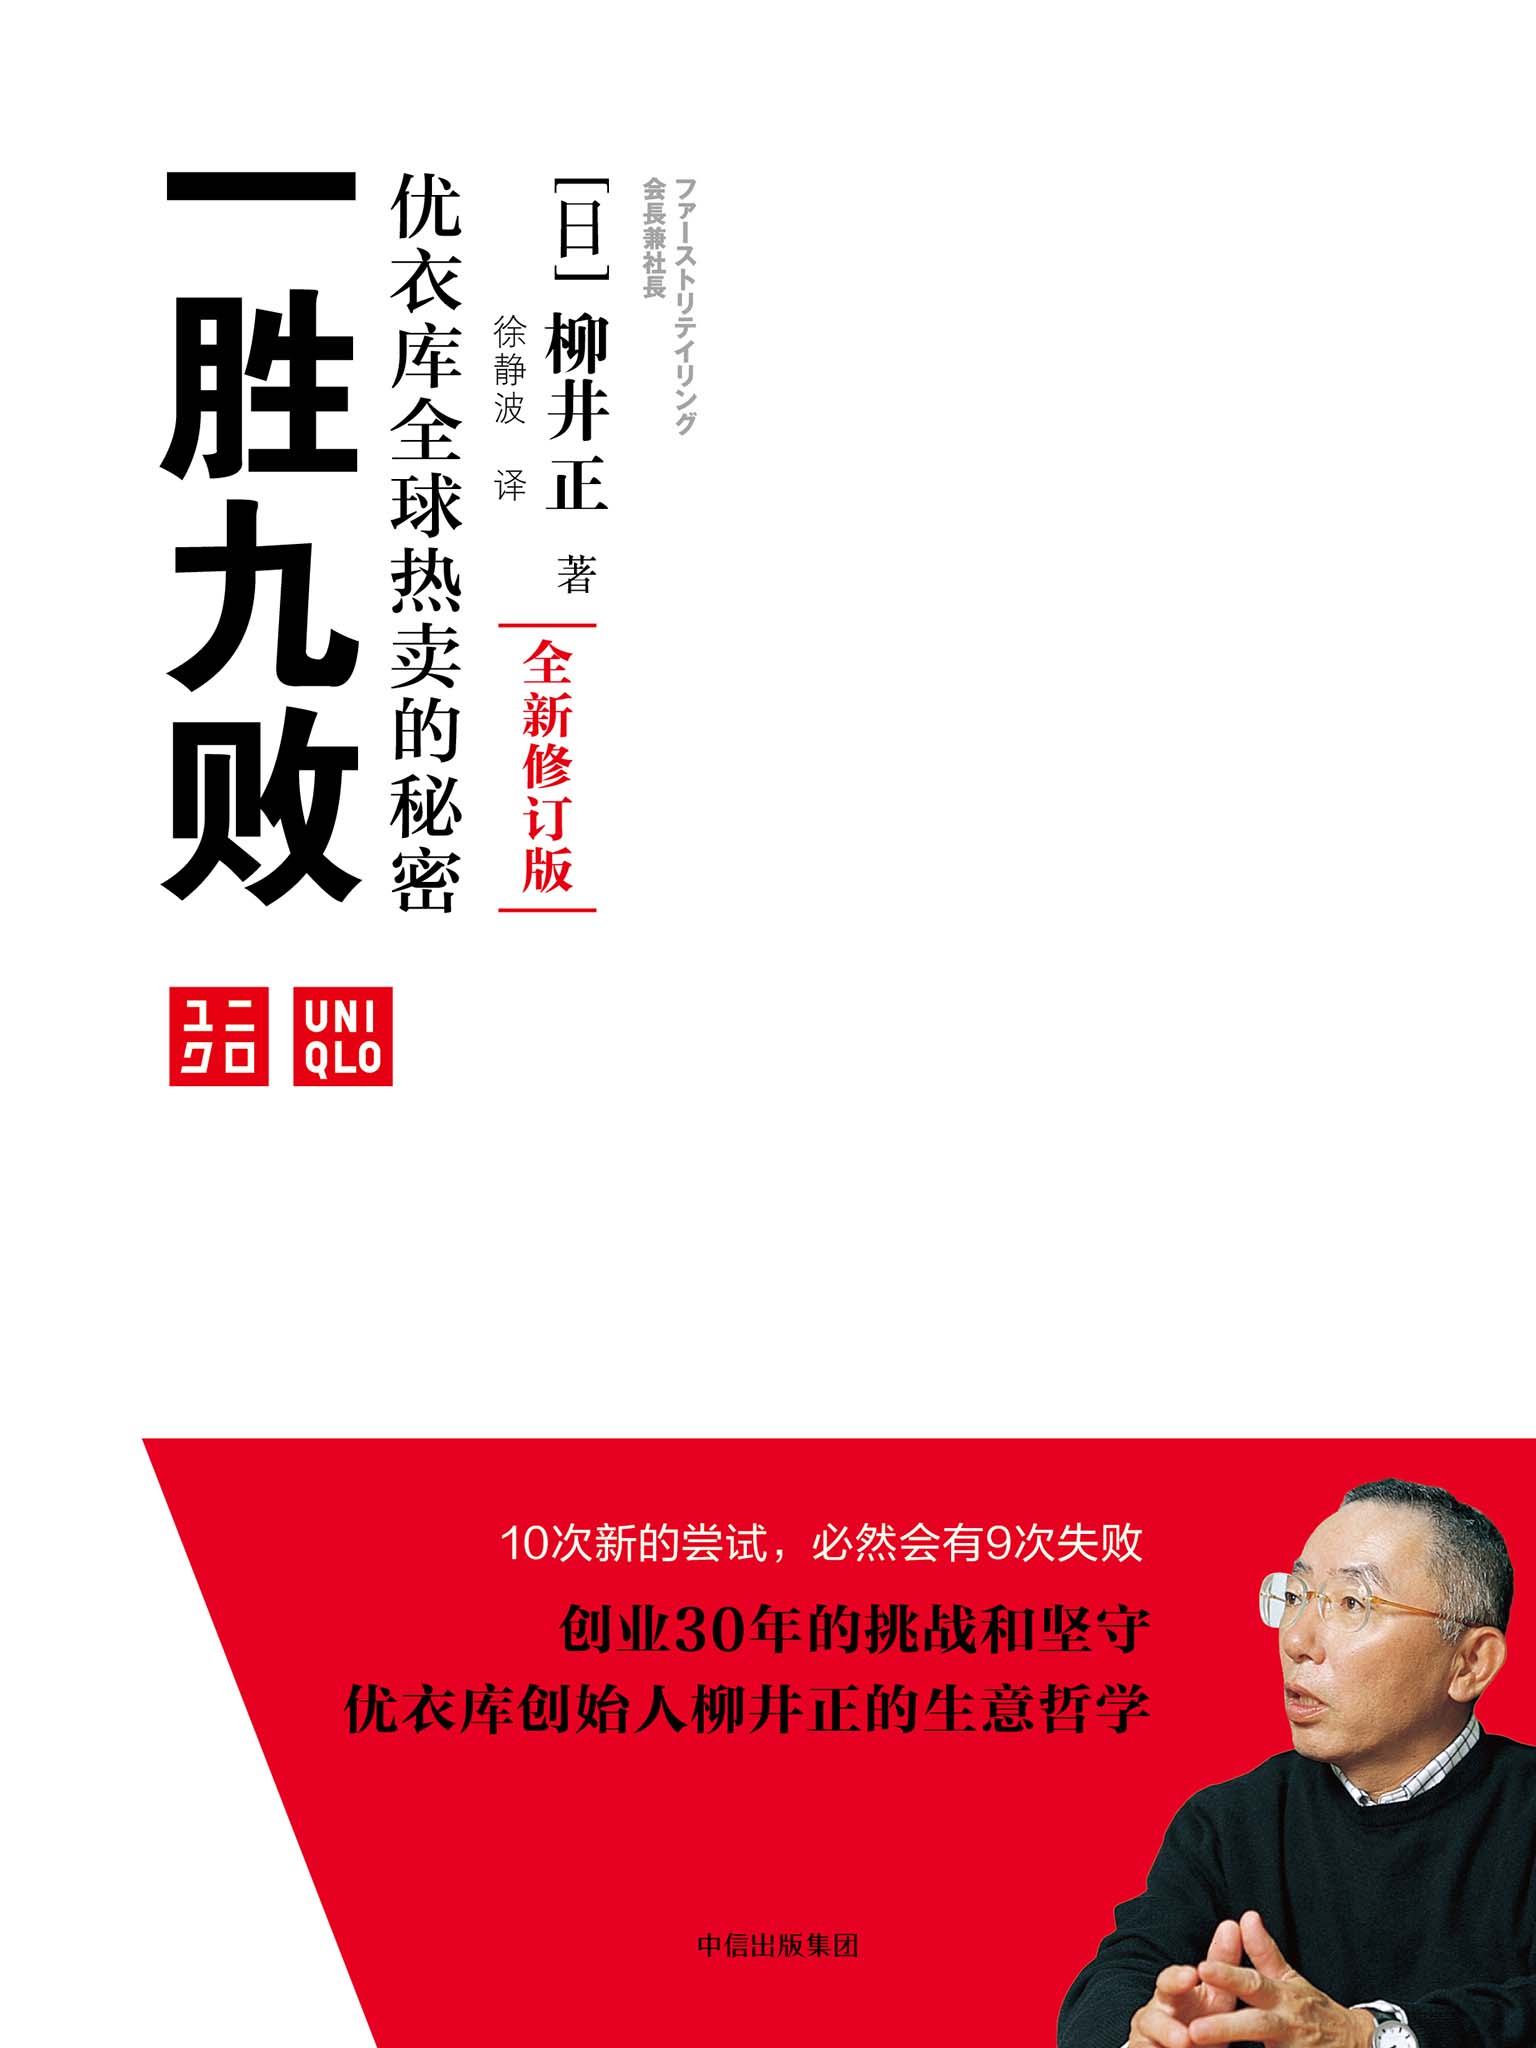 一胜九败
优衣库全球热卖的秘密
[日]柳井正 著
徐静波 译
ファーストリテイリング
会長兼社長
全新修订版
ユニ
クロ
UNI
QLO
10次新的尝试，必然会有9次失败
创业30年的挑战和坚守
优衣库创始人柳井正的生意哲学
中信出版集团